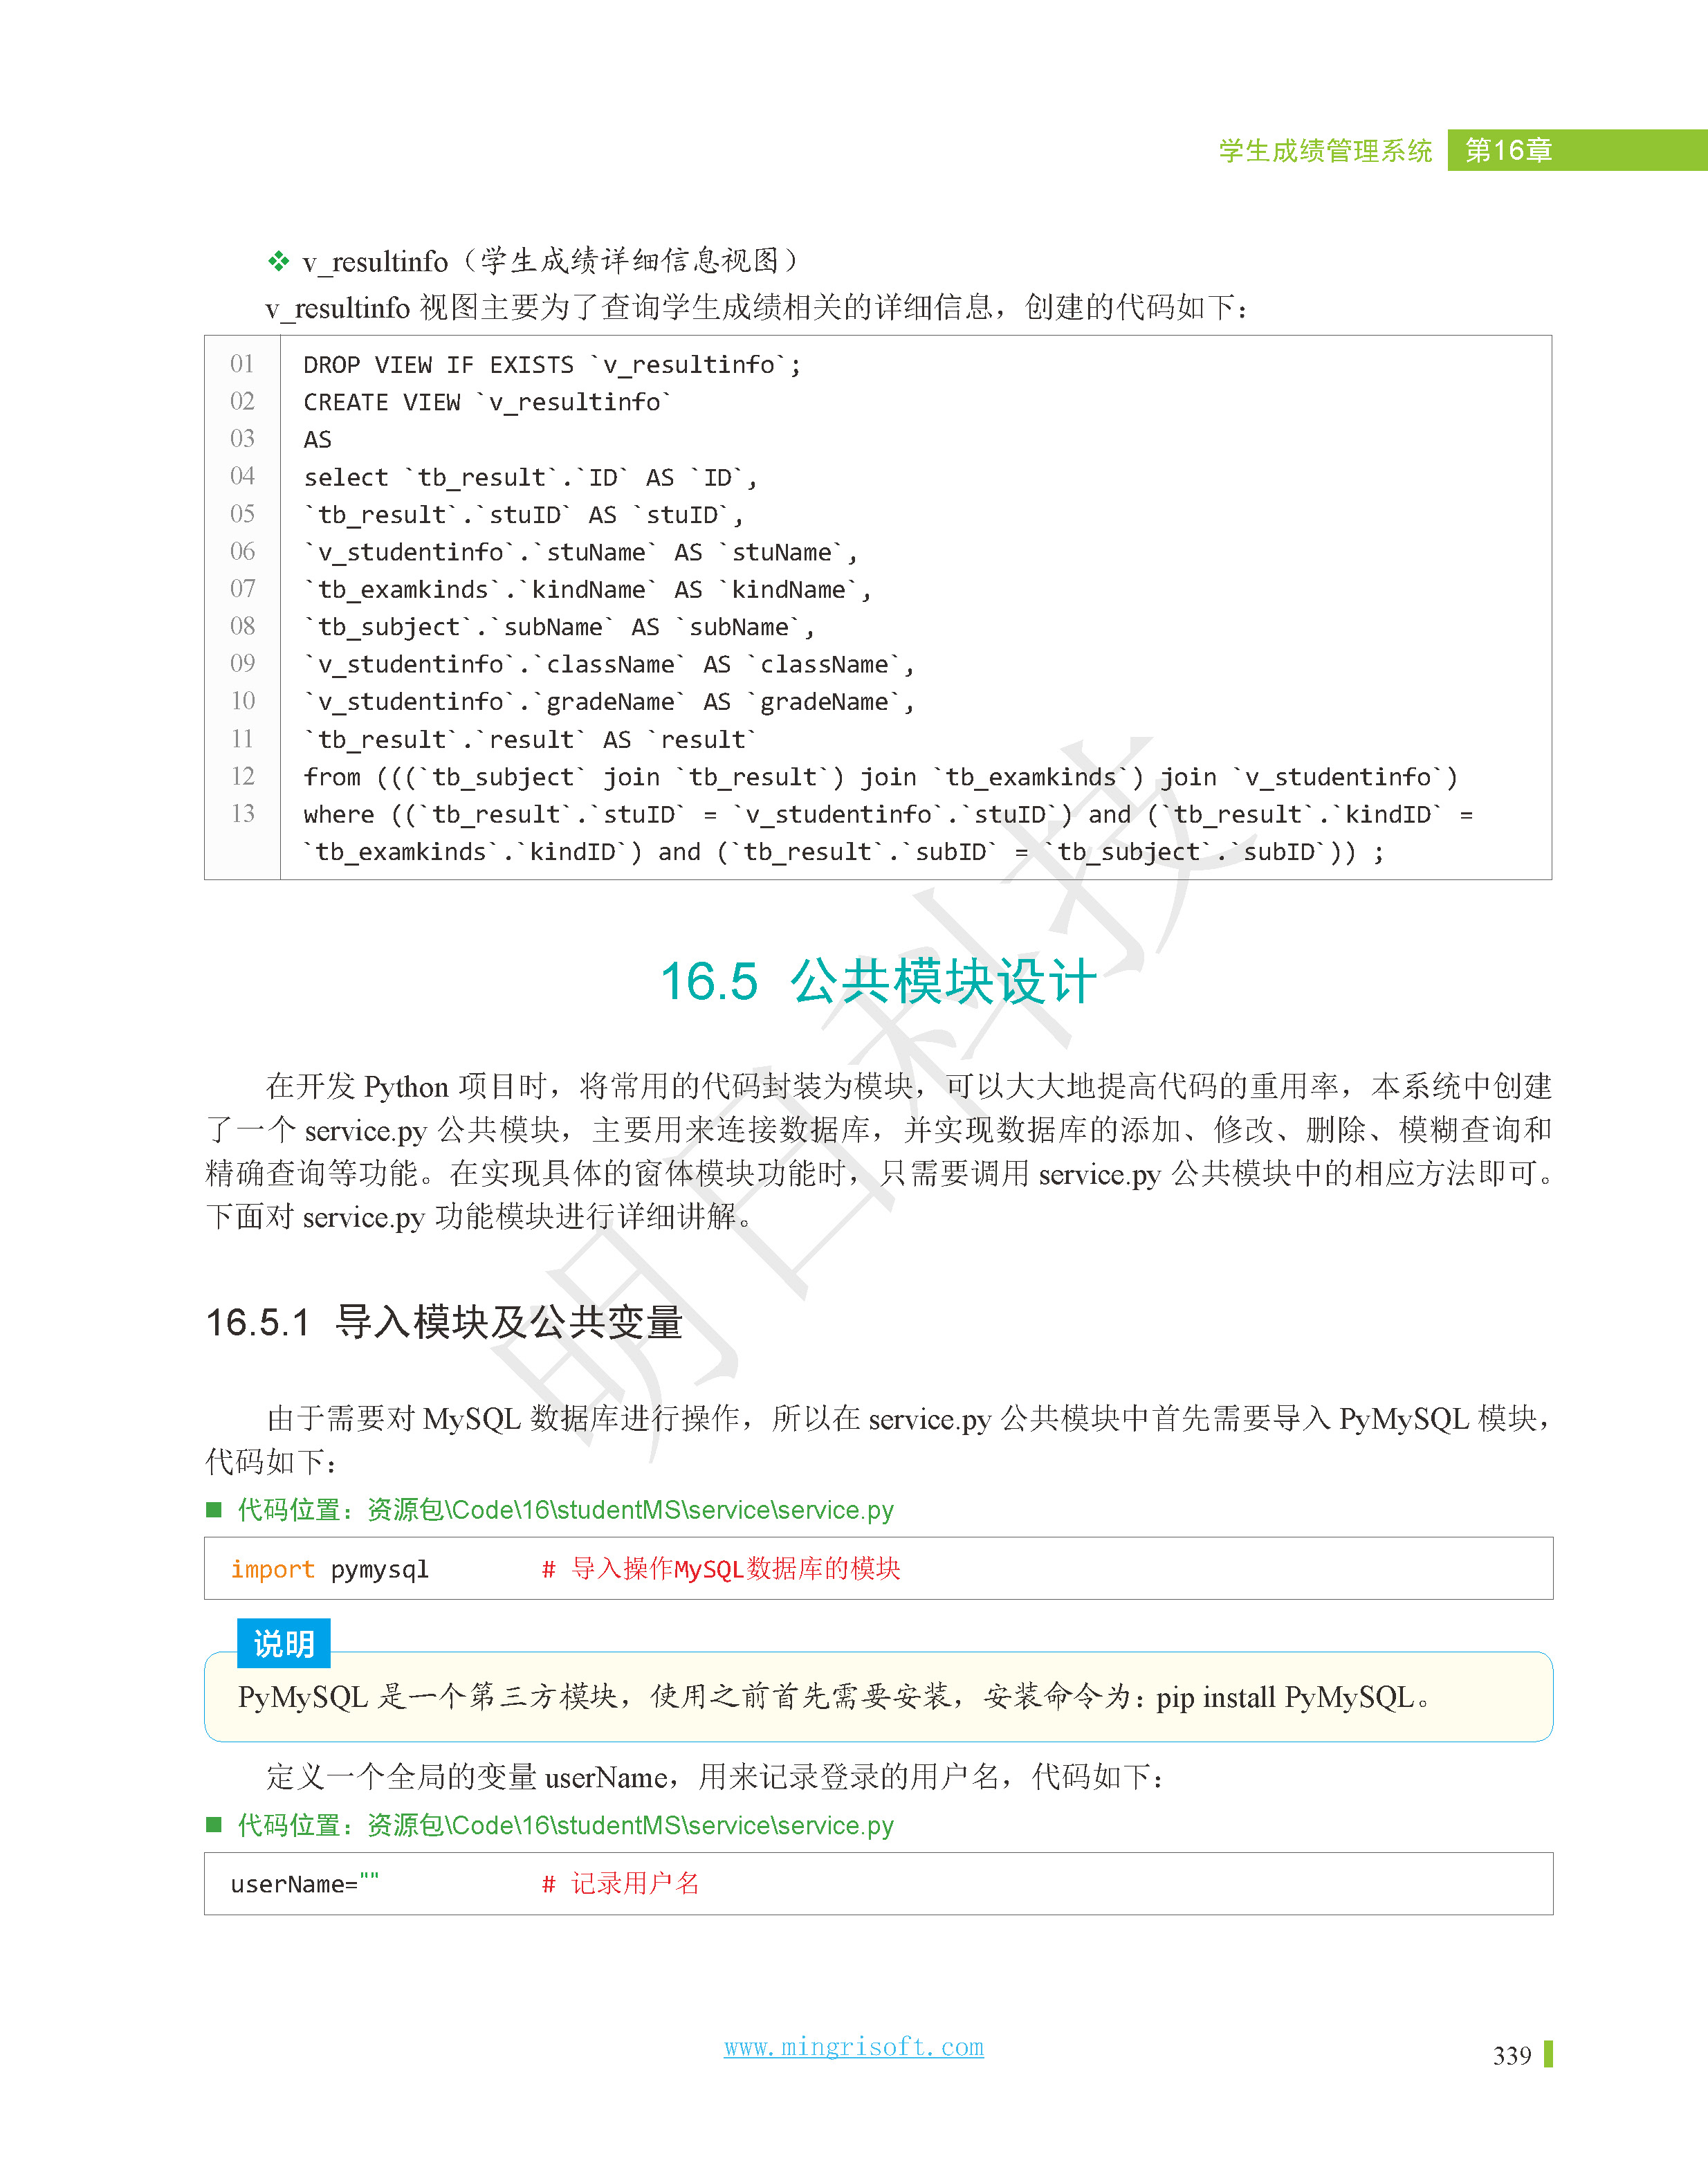 学生成绩管理系统 第16章
❖ v_resultinfo（学生成绩详细信息视图）
v_resultinfo 视图主要为了查询学生成绩相关的详细信息，创建的代码如下：
01 DROP VIEW IF EXISTS `v_resultinfo`;
02 CREATE VIEW `v_resultinfo`
03 AS
04 select `tb_result`.`ID` AS `ID`,
05 `tb_result`.`stuID` AS `stuID`,
06 `v_studentinfo`.`stuName` AS `stuName`,
07 `tb_examkinds`.`kindName` AS `kindName`,
08 `tb_subject`.`subName` AS `subName`,
09 `v_studentinfo`.`className` AS `className`,
10 `v_studentinfo`.`gradeName` AS `gradeName`,
11 `tb_result`.`result` AS `result`
12 from (((`tb_subject` join `tb_result`) join `tb_examkinds`) join `v_studentinfo`)
13 where ((`tb_result`.`stuID` = `v_studentinfo`.`stuID`) and (`tb_result`.`kindID` =
`tb_examkinds`.`kindID`) and (`tb_result`.`subID` = `tb_subject`.`subID`)) ;
16.5 公共模块设计
在开发 Python 项目时，将常用的代码封装为模块，可以大大地提高代码的重用率，本系统中创建
了一个 service.py 公共模块，主要用来连接数据库，并实现数据库的添加、修改、删除、模糊查询和
精确查询等功能。在实现具体的窗体模块功能时，只需要调用 service.py 公共模块中的相应方法即可。
下面对 service.py 功能模块进行详细讲解。
16.5.1 导入模块及公共变量
由于需要对 MySQL 数据库进行操作，所以在 service.py 公共模块中首先需要导入 PyMySQL 模块，
代码如下：
■ 代码位置：资源包\Code\16\studentMS\service\service.py
import pymysql # 导入操作MySQL数据库的模块
说明
PyMySQL 是一个第三方模块，使用之前首先需要安装，安装命令为：pip install PyMySQL。
定义一个全局的变量 userName，用来记录登录的用户名，代码如下：
■ 代码位置：资源包\Code\16\studentMS\service\service.py
userName="" # 记录用户名
明日科技
www.mingrisoft.com
339